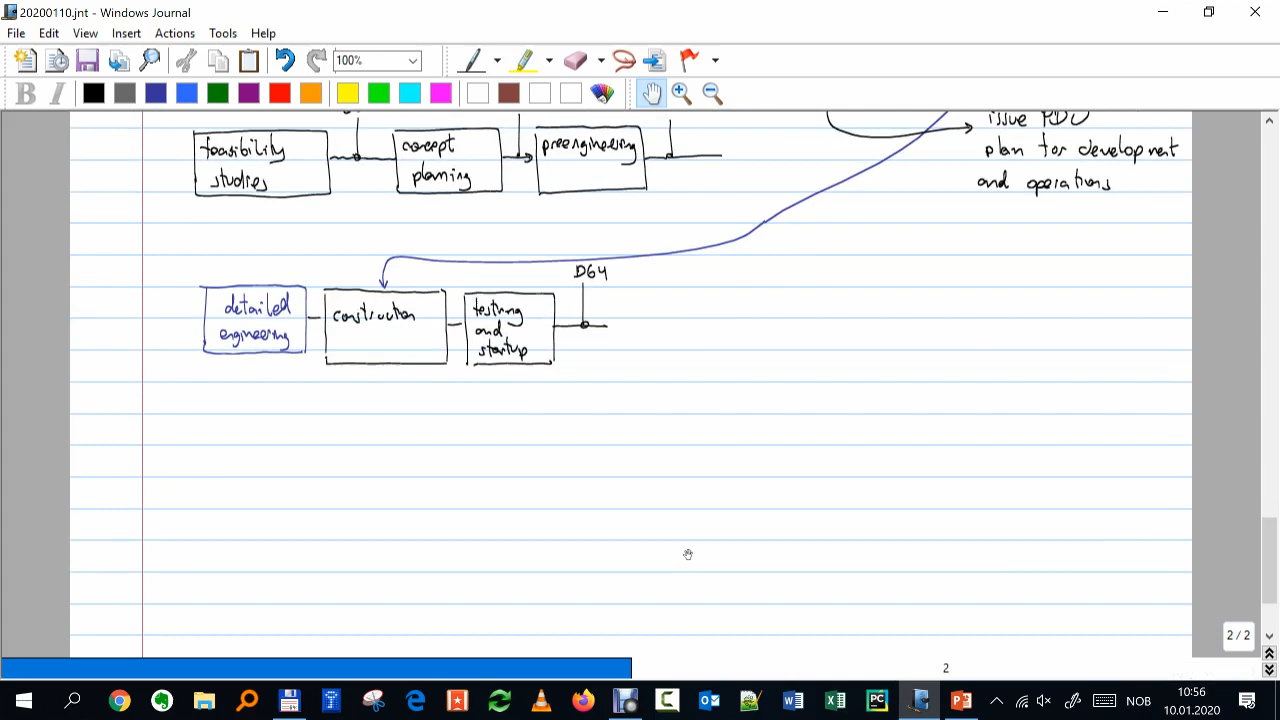 20200110.jnt - Windows Journal
File Edit View Insert Actions Tools Help
100%
issue PDO
plan for development
and operations
feasibility
studies
concept
planning
preengineering
DG4
detailed
engineering
construction
testing
and
startup
2 / 2
2
NOB
10:56
10.01.2020